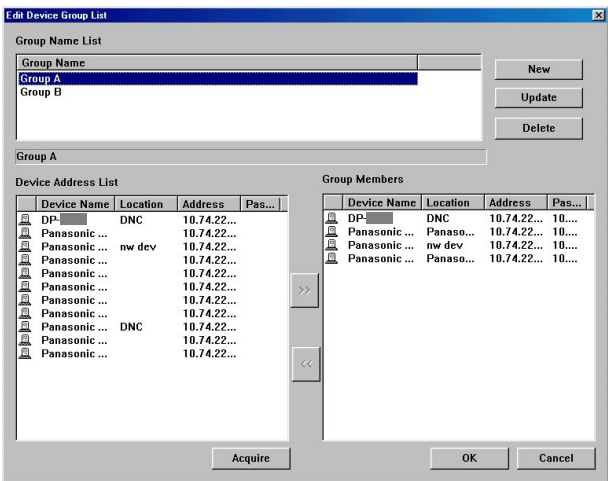 Edit Device Group List
Group Name List
Group Name
Group A
Group B
New
Update
Delete
Group A
Device Address List
Device Name Location Address Pas...
DP- DNC 10.74.22...
Panasonic ... 10.74.22...
Panasonic ... nw dev 10.74.22...
Panasonic ... 10.74.22...
Panasonic ... 10.74.22...
Panasonic ... 10.74.22...
Panasonic ... 10.74.22...
Panasonic ... 10.74.22...
Panasonic ... DNC 10.74.22...
Panasonic ... 10.74.22...
Panasonic ... 10.74.22...
>>
<<
Group Members
Device Name Location Address Pas...
DP- DNC 10.74.22... 10....
Panasonic ... Panaso... 10.74.22... 10....
Panasonic ... nw dev 10.74.22... 10....
Panasonic ... Panaso... 10.74.22... 10....
Acquire
OK
Cancel